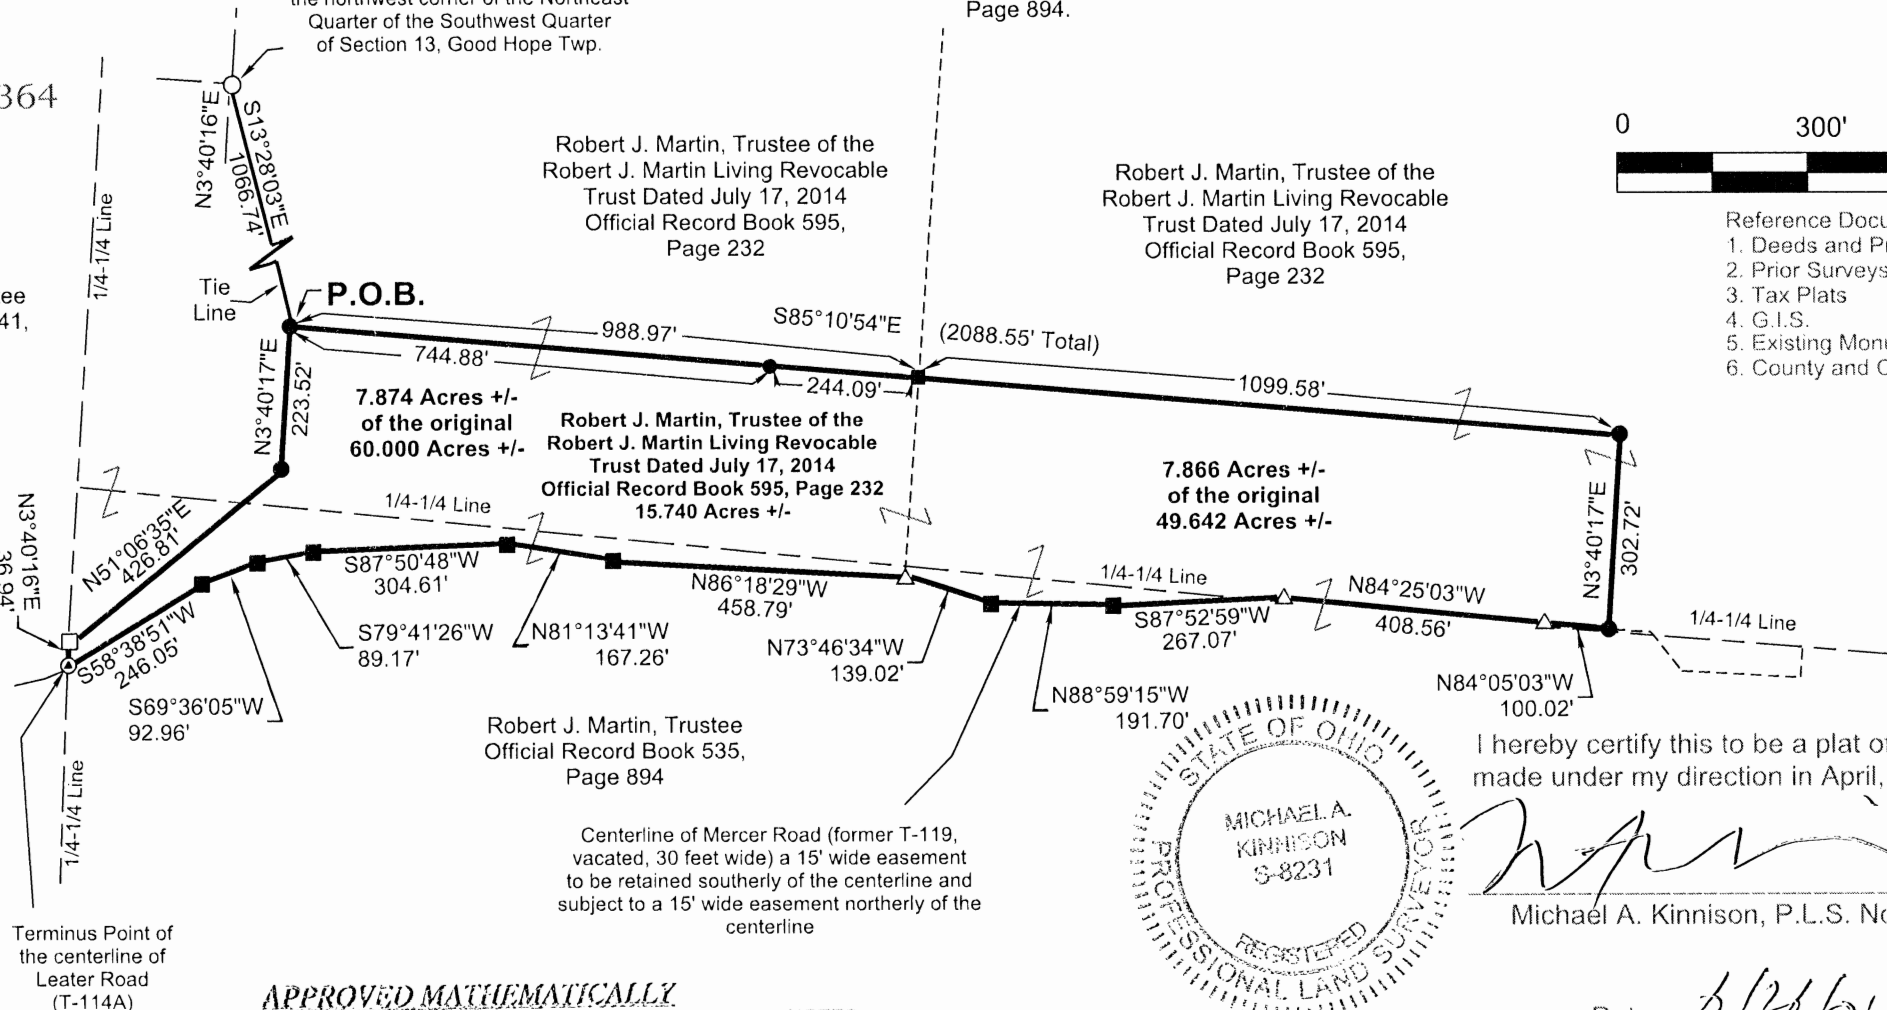 the northwest corner of the Northeast
Quarter of the Southwest Quarter
of Section 13, Good Hope Twp.
Page 894.
364
N3°40'16"E
S13°28'03"E
1066.74'
1/4-1/4 Line
Tie
Line
P.O.B.
ee
41,
Robert J. Martin, Trustee of the
Robert J. Martin Living Revocable
Trust Dated July 17, 2014
Official Record Book 595,
Page 232
Robert J. Martin, Trustee of the
Robert J. Martin Living Revocable
Trust Dated July 17, 2014
Official Record Book 595,
Page 232
0 300'
Reference Docu
1. Deeds and P
2. Prior Surveys
3. Tax Plats
4. G.I.S.
5. Existing Mon
6. County and
988.97'
S85°10'54"E (2088.55' Total)
744.88'
244.09'
1099.58'
N3°40'17"E
223.52'
7.874 Acres +/-
of the original
60.000 Acres +/-
Robert J. Martin, Trustee of the
Robert J. Martin Living Revocable
Trust Dated July 17, 2014
Official Record Book 595, Page 232
15.740 Acres +/-
7.866 Acres +/-
of the original
49.642 Acres +/-
N3°40'17"E
302.72'
1/4-1/4 Line
N3°40'16"E
36.94'
N51°06'35"E
426.81'
S58°38'51"W
246.05'
S69°36'05"W
92.96'
S79°41'26"W
89.17'
S87°50'48"W
304.61'
N81°13'41"W
167.26'
N86°18'29"W
458.79'
N73°46'34"W
139.02'
N88°59'15"W
191.70'
1/4-1/4 Line
S87°52'59"W
267.07'
N84°25'03"W
408.56'
N84°05'03"W
100.02'
1/4-1/4 Line
1/4-1/4 Line
Robert J. Martin, Trustee
Official Record Book 535,
Page 894
Centerline of Mercer Road (former T-119,
vacated, 30 feet wide) a 15' wide easement
to be retained southerly of the centerline and
subject to a 15' wide easement northerly of the
centerline
Terminus Point of
the centerline of
Leater Road
(T-114A)
APPROVED MATHEMATICALLY
STATE OF OHIO
MICHAEL A.
KINNISON
S-8231
REGISTERED
PROFESSIONAL LAND SURVEYOR
I hereby certify this to be a plat of
made under my direction in April,
Michael A. Kinnison, P.L.S. No